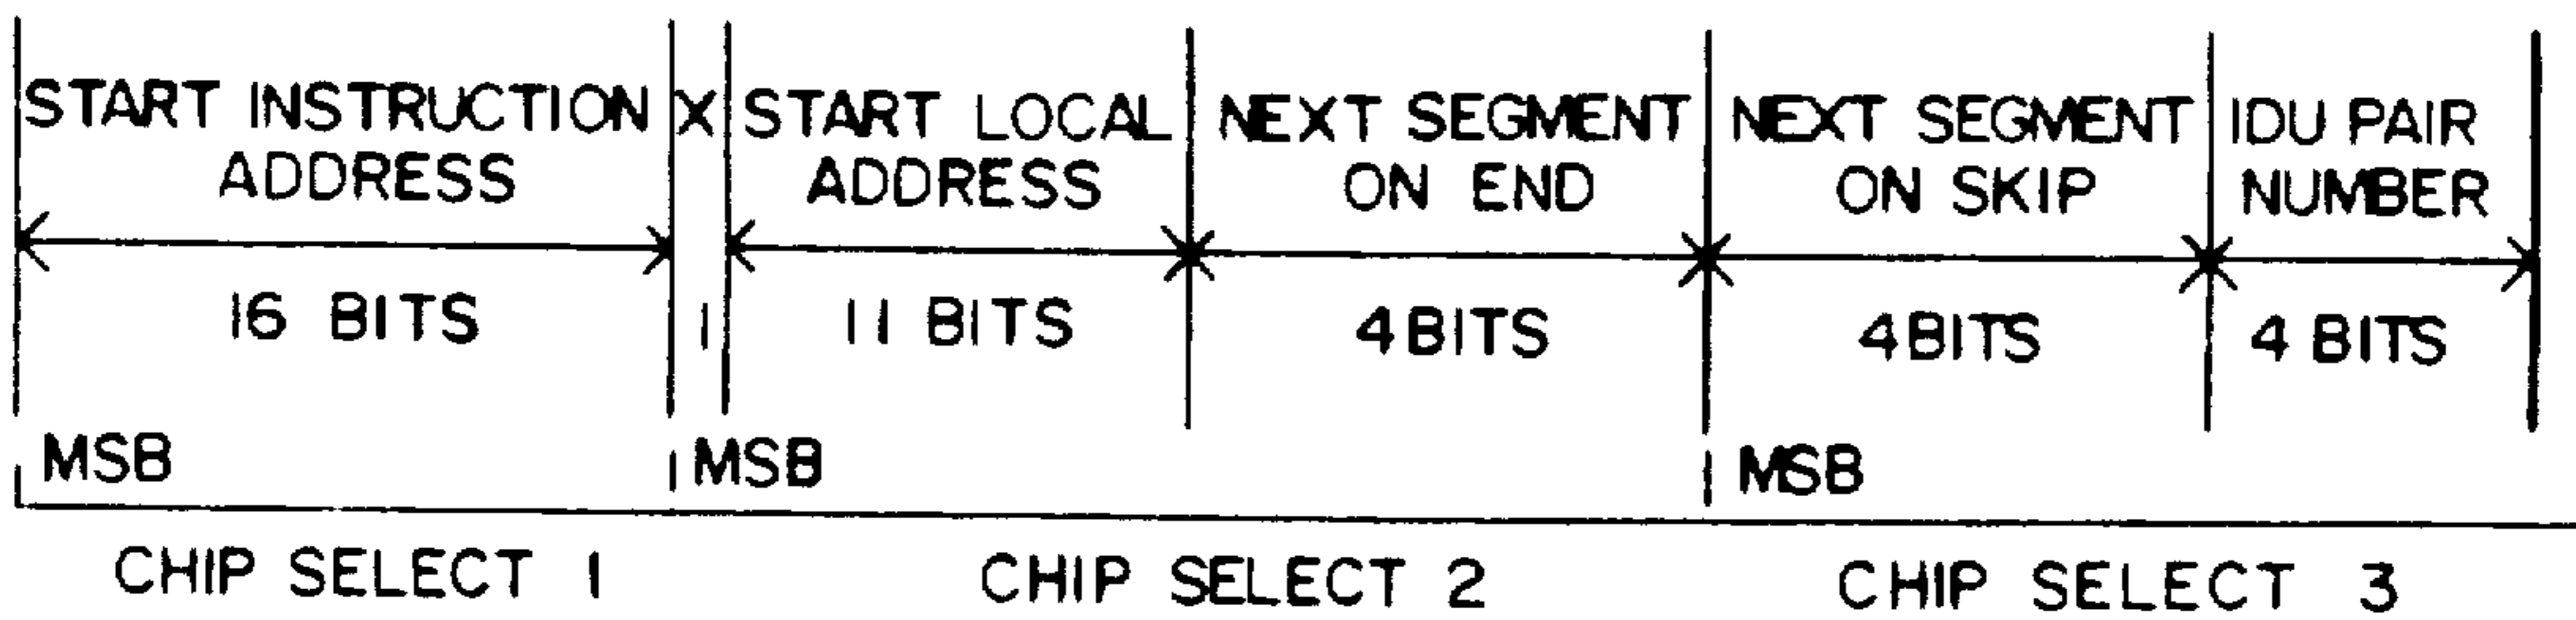 START INSTRUCTION ADDRESS
X
START LOCAL ADDRESS
NEXT SEGMENT ON END
NEXT SEGMENT ON SKIP
IDU PAIR NUMBER
16 BITS
1
11 BITS
4 BITS
4 BITS
4 BITS
MSB
MSB
MSB
CHIP SELECT 1
CHIP SELECT 2
CHIP SELECT 3